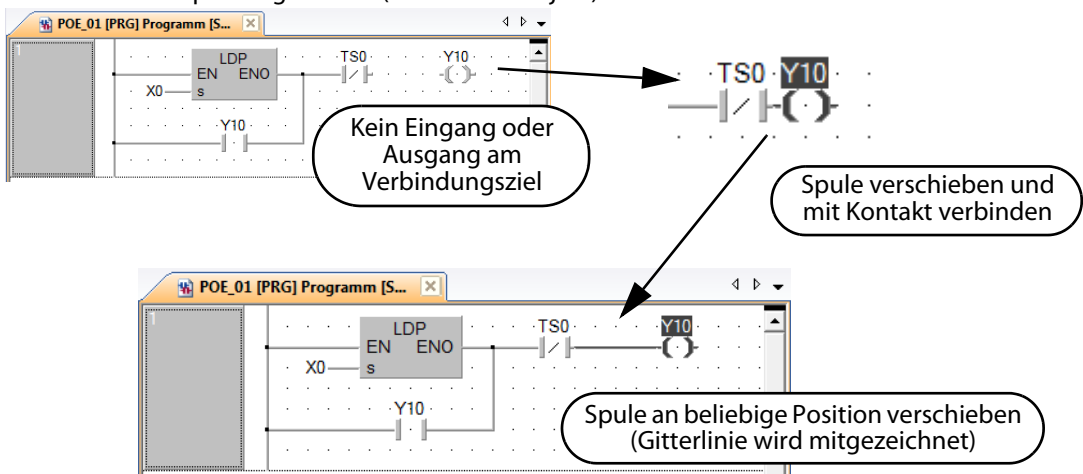 POE_01 [PRG] Programm [S...
1
LDP
EN ENO
X0
s
TS0
Y10
Y10
Kein Eingang oder
Ausgang am
Verbindungsziel
TS0 Y10
Spule verschieben und
mit Kontakt verbinden
POE_01 [PRG] Programm [S...
1
LDP
EN ENO
X0
s
TS0
Y10
Y10
Spule an beliebige Position verschieben
(Gitterlinie wird mitgezeichnet)